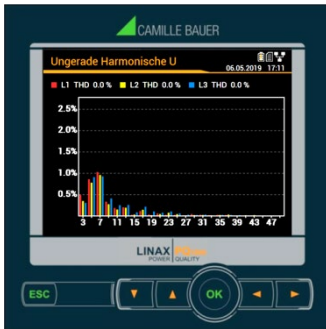 CAMILLE BAUER
Ungerade Harmonische U
06.05.2019 17:11
L1 THD 0.0 % L2 THD 0.0 % L3 THD 0.0 %
2.5%
2.0%
1.5%
1.0%
0.5%
3 7 11 15 19 23 27 31 35 39 43 47
LINAX
POWER QUALITY
ESC
OK